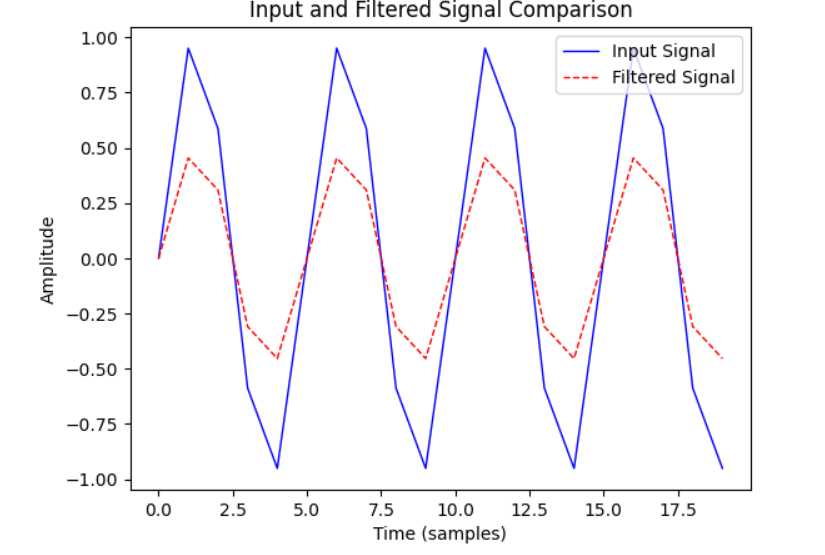 Input and Filtered Signal Comparison
Input Signal
Filtered Signal
1.00
0.75
0.50
0.25
0.00
−0.25
−0.50
−0.75
−1.00
Amplitude
0.0 2.5 5.0 7.5 10.0 12.5 15.0 17.5
Time (samples)